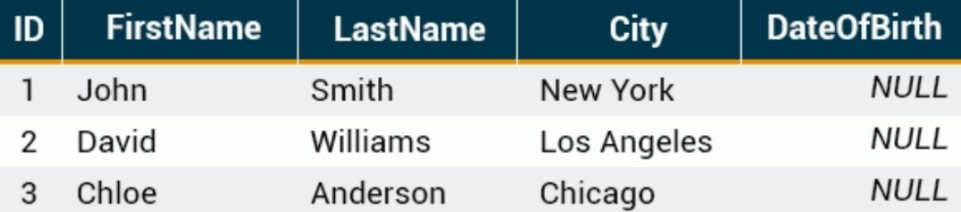 ID FirstName LastName City DateOfBirth
1 John Smith New York NULL
2 David Williams Los Angeles NULL
3 Chloe Anderson Chicago NULL